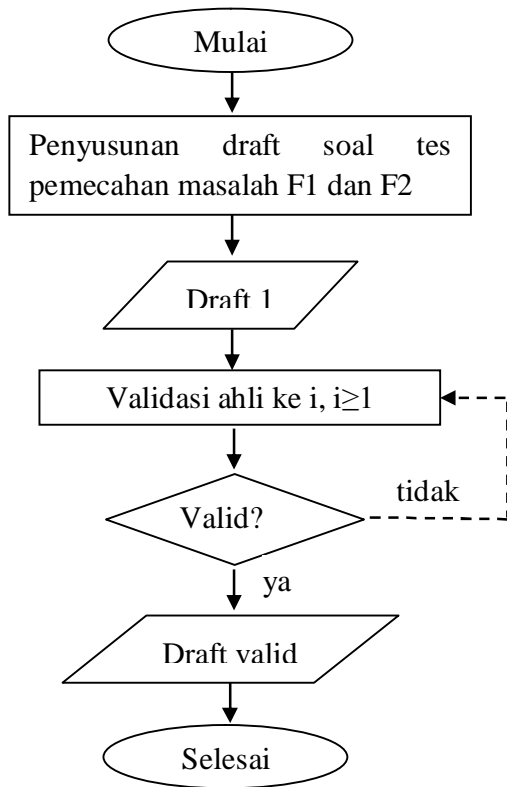 Mulai
Penyusunan draft soal tes
pemecahan masalah F1 dan F2
Draft 1
Validasi ahli ke i, i≥1
tidak
Valid?
ya
Draft valid
Selesai